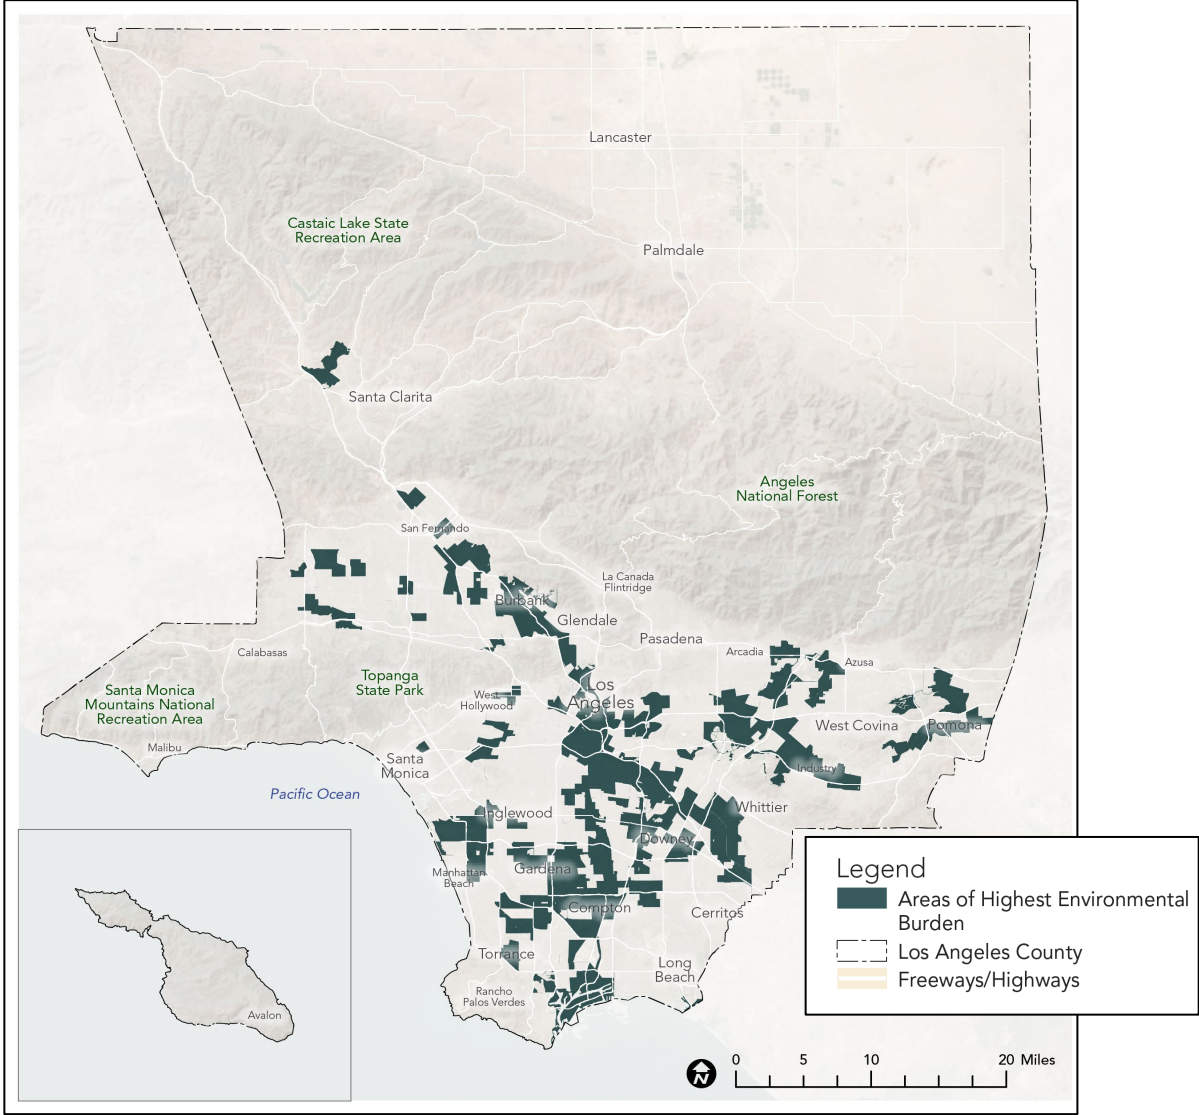 Lancaster
Castaic Lake State
Recreation Area
Palmdale
Santa Clarita
Angeles
National Forest
San Fernando
La Canada
Flintridge
Burbank
Glendale
Pasadena
Calabasas
Arcadia
Azusa
Topanga
State Park
Santa Monica
Mountains National
Recreation Area
West
Hollywood
Los
Angeles
West Covina
Pomona
Malibu
Santa
Monica
Industry
Pacific Ocean
Inglewood
Whittier
Downey
Manhattan
Beach
Gardena
Compton
Cerritos
Torrance
Long
Beach
Rancho
Palos Verdes
Avalon
Legend
Areas of Highest Environmental
Burden
Los Angeles County
Freeways/Highways
N
0 5 10 20 Miles